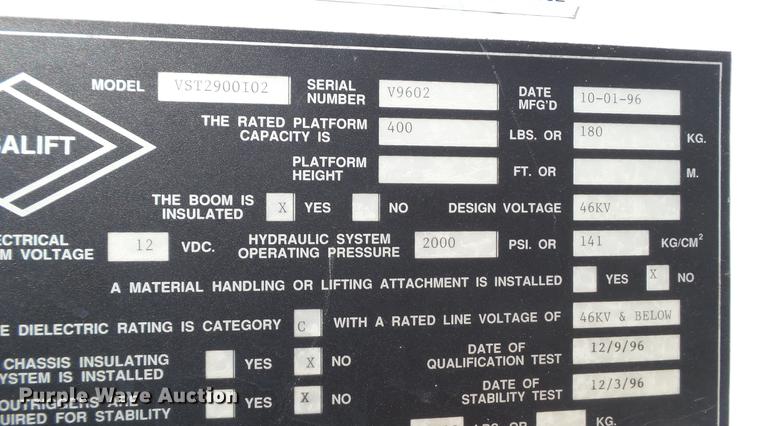 MODEL VST2900I02 SERIAL NUMBER V9602 DATE MFG'D 10-01-96
THE RATED PLATFORM CAPACITY IS 400 LBS. OR 180 KG.
ALIFT
PLATFORM HEIGHT FT. OR M.
THE BOOM IS INSULATED X YES NO DESIGN VOLTAGE 46KV
VOLTAGE 12 VDC. HYDRAULIC SYSTEM OPERATING PRESSURE 2000 PSI. OR 141 KG/CM²
A MATERIAL HANDLING OR LIFTING ATTACHMENT IS INSTALLED YES X NO
E DIELECTRIC RATING IS CATEGORY C WITH A RATED LINE VOLTAGE OF 46KV & BELOW
CHASSIS INSULATING YSTEM IS INSTALLED YES X NO DATE OF QUALIFICATION TEST 12/9/96
OUTRIGGERS ARE UIRED FOR STABILITY YES X NO DATE OF STABILITY TEST 12/3/96
LBS. OR KG.
Purple Wave Auction